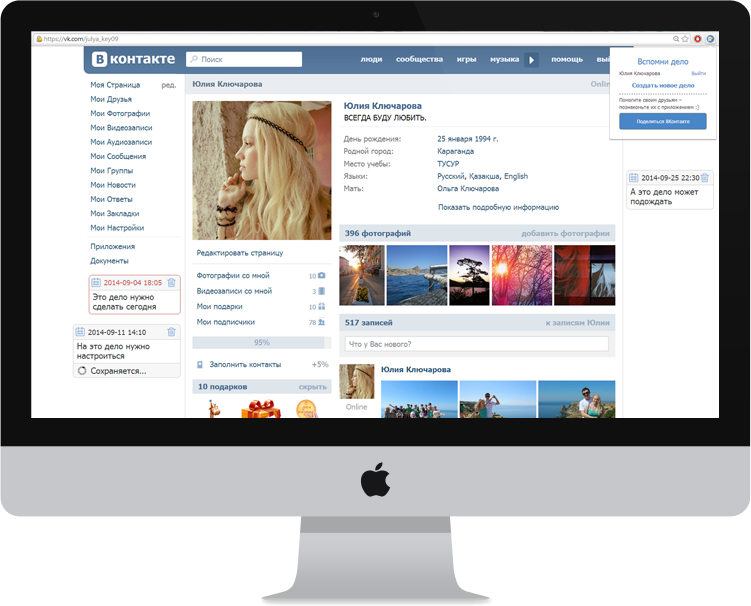 https://vk.com/julya_key09
В контакте
Поиск
люди сообщества игры музыка помощь вый
Вспомни дело
Юлия Ключарова Выйти
Создать новое дело
Помогите своим друзьям –
познакомьте их с приложением :)
Поделиться ВКонтакте
Моя Страница ред.
Мои Друзья
Мои Фотографии
Мои Видеозаписи
Мои Аудиозаписи
Мои Сообщения
Мои Группы
Мои Новости
Мои Ответы
Мои Закладки
Мои Настройки
Приложения
Документы
2014-09-04 18:05
Это дело нужно
сделать сегодня
2014-09-11 14:10
На это дело нужно
настроиться
Сохраняется...
Юлия Ключарова Onlin
Редактировать страницу
Фотографии со мной 10
Видеозаписи со мной 3
Мои подарки 10
Мои подписчики 78
95%
Заполнить контакты +5%
10 подарков скрыть
Юлия Ключарова
ВСЕГДА БУДУ ЛЮБИТЬ.
День рождения: 25 января 1994 г.
Родной город: Караганда
Место учебы: ТУСУР
Языки: Русский, Қазақша, English
Мать: Ольга Ключарова
Показать подробную информацию
396 фотографий добавить фотографии
517 записей к записям Юлии
Что у Вас нового?
Юлия Ключарова
Online
2014-09-25 22:30
А это дело может
подождать